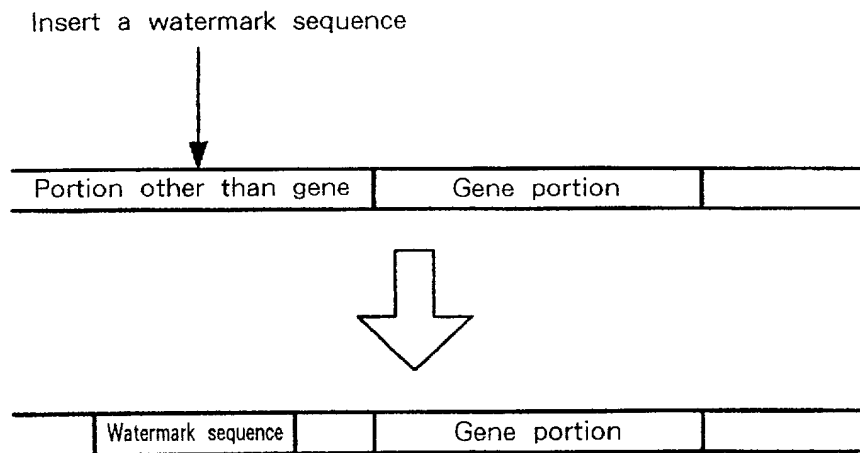 Insert a watermark sequence
Portion other than gene Gene portion
Watermark sequence Gene portion